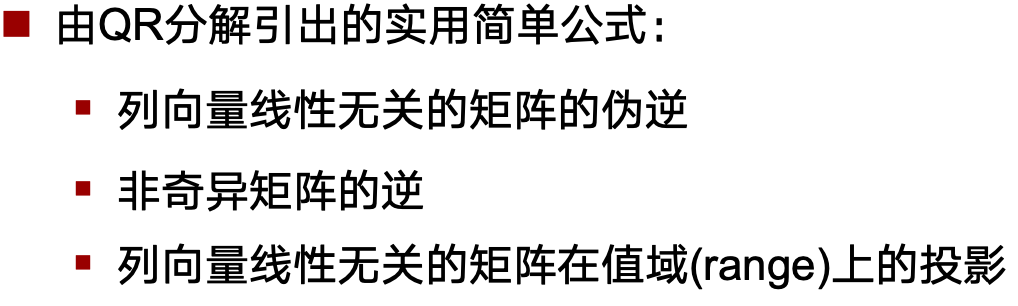 由QR分解引出的实用简单公式：
列向量线性无关的矩阵的伪逆
非奇异矩阵的逆
列向量线性无关的矩阵在值域(range)上的投影